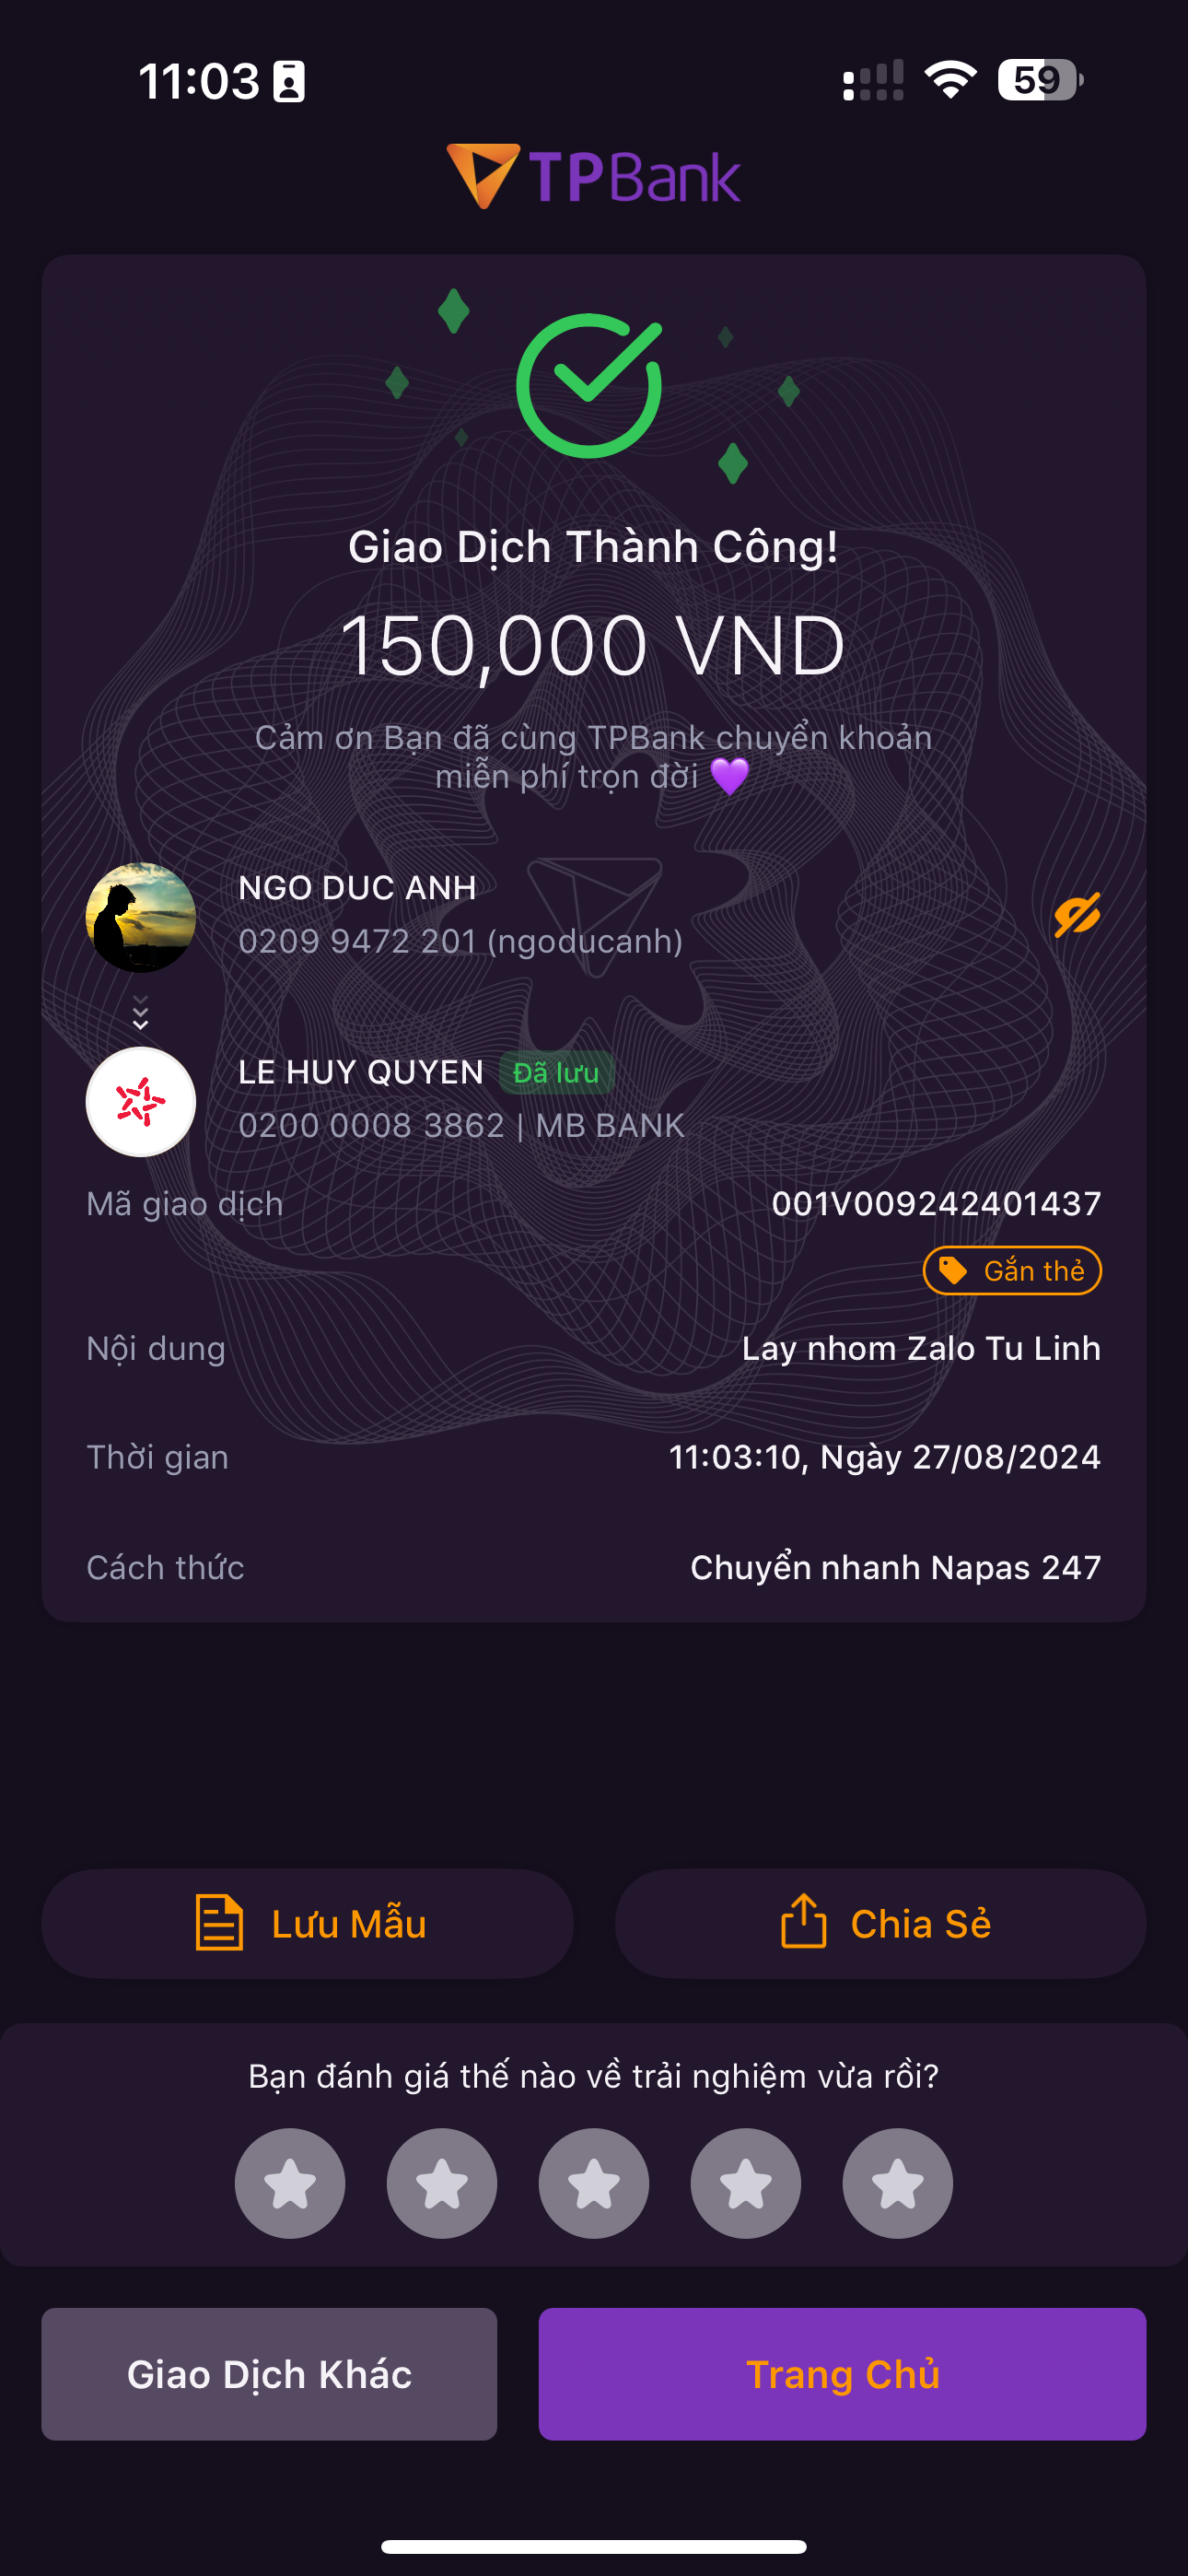 11:03
59
TPBank
Giao Dịch Thành Công!
150,000 VND
Cảm ơn Bạn đã cùng TPBank chuyển khoản
miễn phí trọn đời 💜
NGO DUC ANH
0209 9472 201 (ngoducanh)
LE HUY QUYEN Đã lưu
0200 0008 3862 | MB BANK
Mã giao dịch 001V009242401437
Gắn thẻ
Nội dung Lay nhom Zalo Tu Linh
Thời gian 11:03:10, Ngày 27/08/2024
Cách thức Chuyển nhanh Napas 247
Lưu Mẫu Chia Sẻ
Bạn đánh giá thế nào về trải nghiệm vừa rồi?
Giao Dịch Khác Trang Chủ